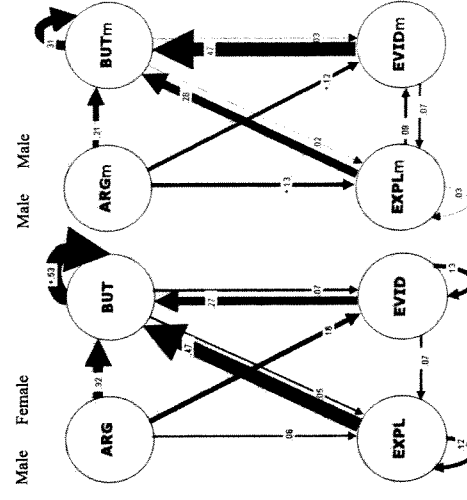 Male Female
ARG
BUT
EXPL
EVID
+.53
.47
.27
.07
.18
.05
.06
.13
.07
.12
Male Male
ARGm
BUTm
EXPLm
EVIDm
.31
.21
.28
.47
.03
.02
+.12
+.13
.09
.07
.03